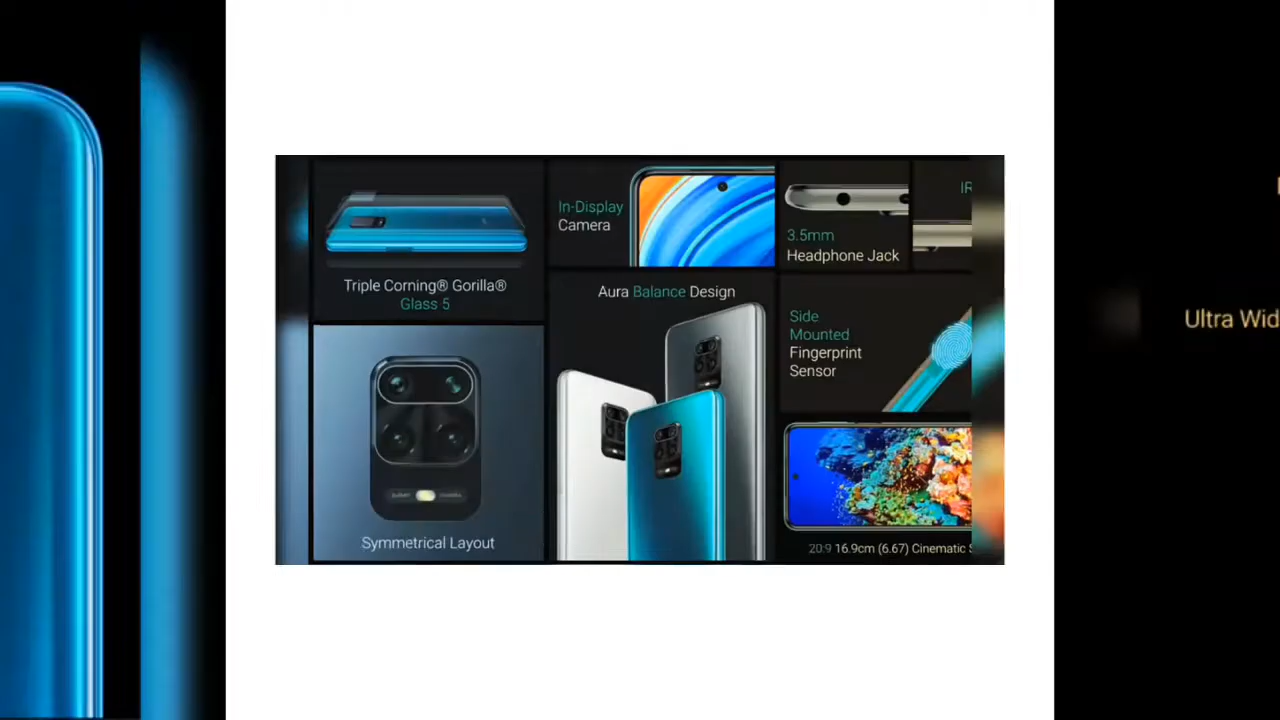 Triple Corning® Gorilla®
Glass 5
In-Display
Camera
3.5mm
Headphone Jack
IR
Aura Balance Design
Side
Mounted
Fingerprint
Sensor
Symmetrical Layout
20:9 16.9cm (6.67) Cinematic S
Ultra Wid